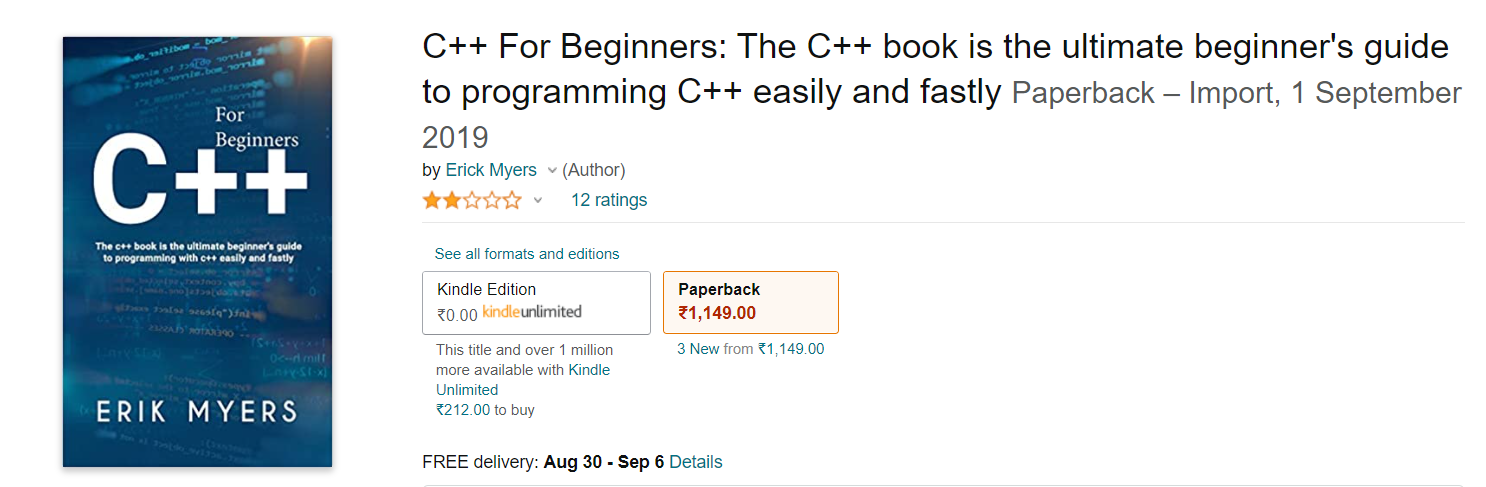 For
Beginners
C++
The c++ book is the ultimate beginner's guide
to programming with c++ easily and fastly
ERIK MYERS
C++ For Beginners: The C++ book is the ultimate beginner's guide
to programming C++ easily and fastly Paperback – Import, 1 September
2019
by Erick Myers (Author)
12 ratings
See all formats and editions
Kindle Edition
₹0.00 kindleunlimited
This title and over 1 million
more available with Kindle
Unlimited
₹212.00 to buy
Paperback
₹1,149.00
3 New from ₹1,149.00
FREE delivery: Aug 30 - Sep 6 Details